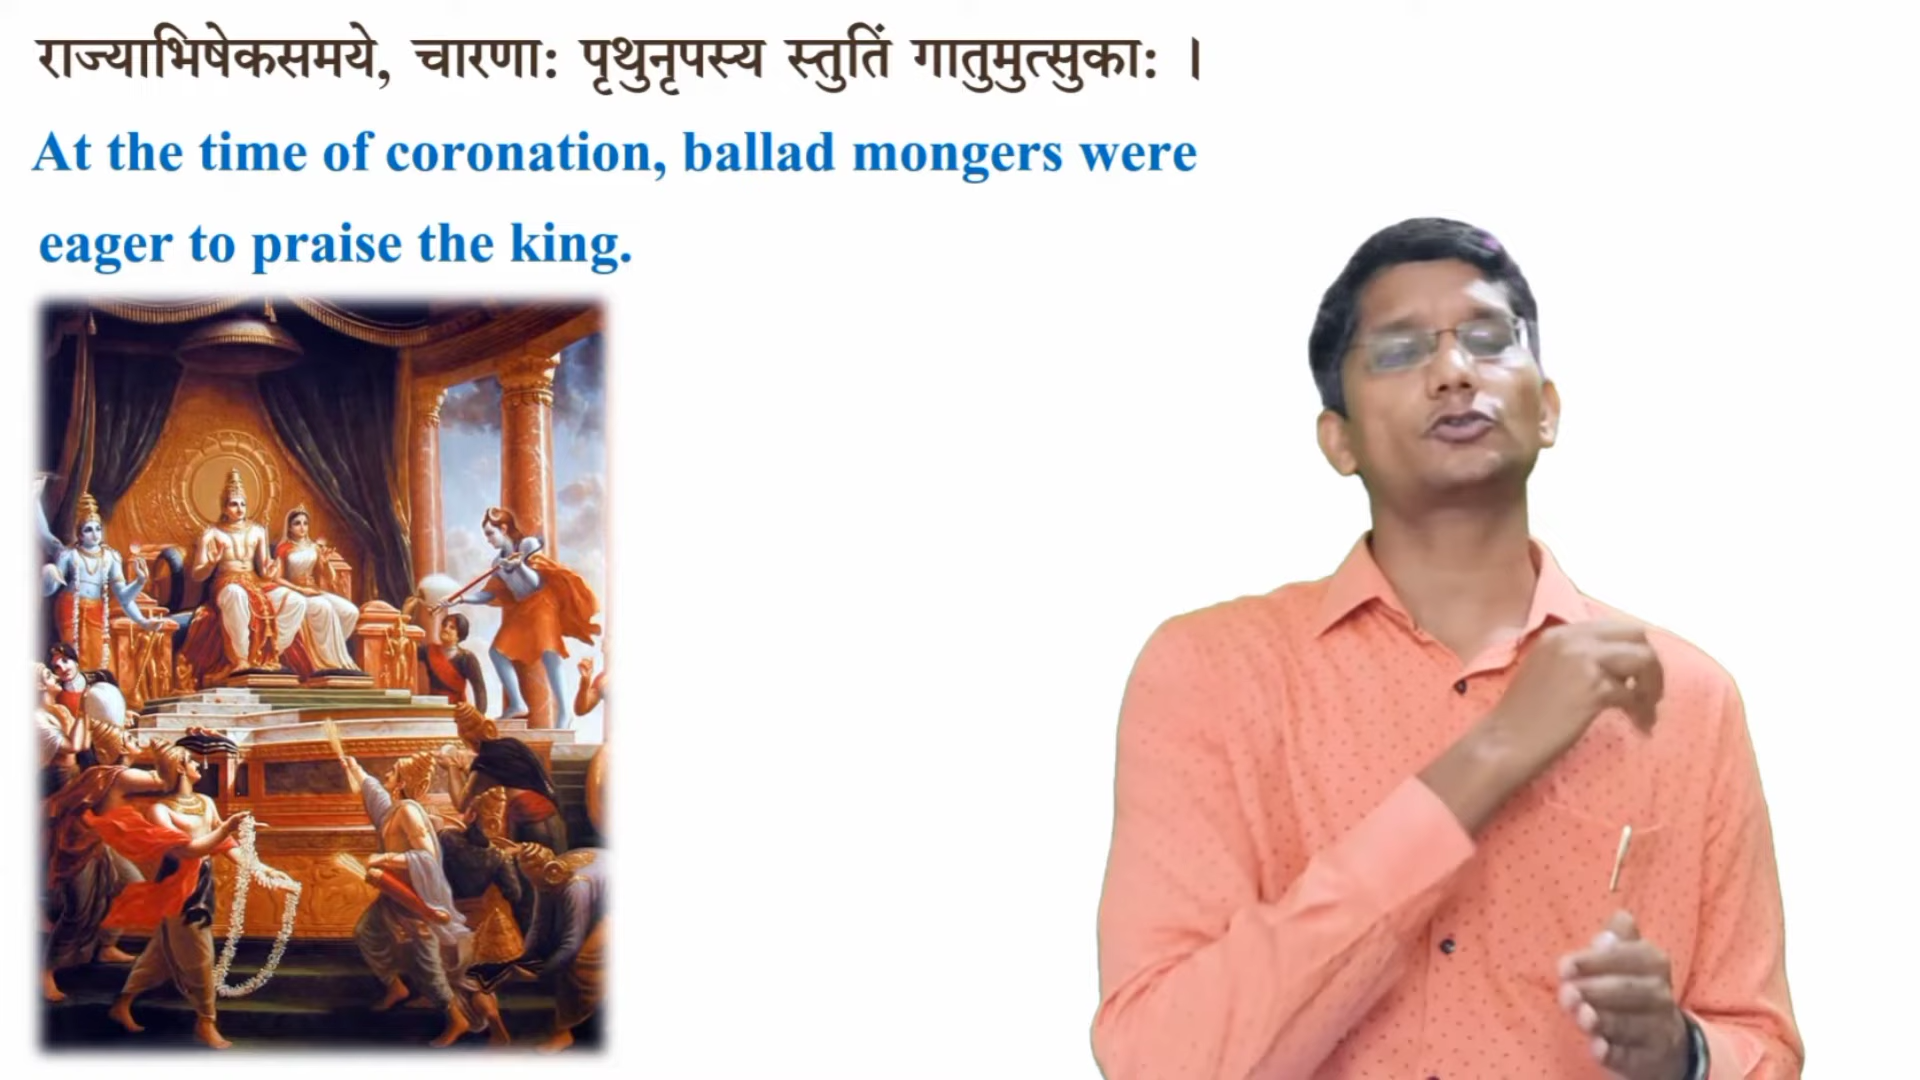 राज्याभिषेकसमये, चारणाः पृथुनृपस्य स्तुतिं गातुमुत्सुकाः ।
At the time of coronation, ballad mongers were
eager to praise the king.